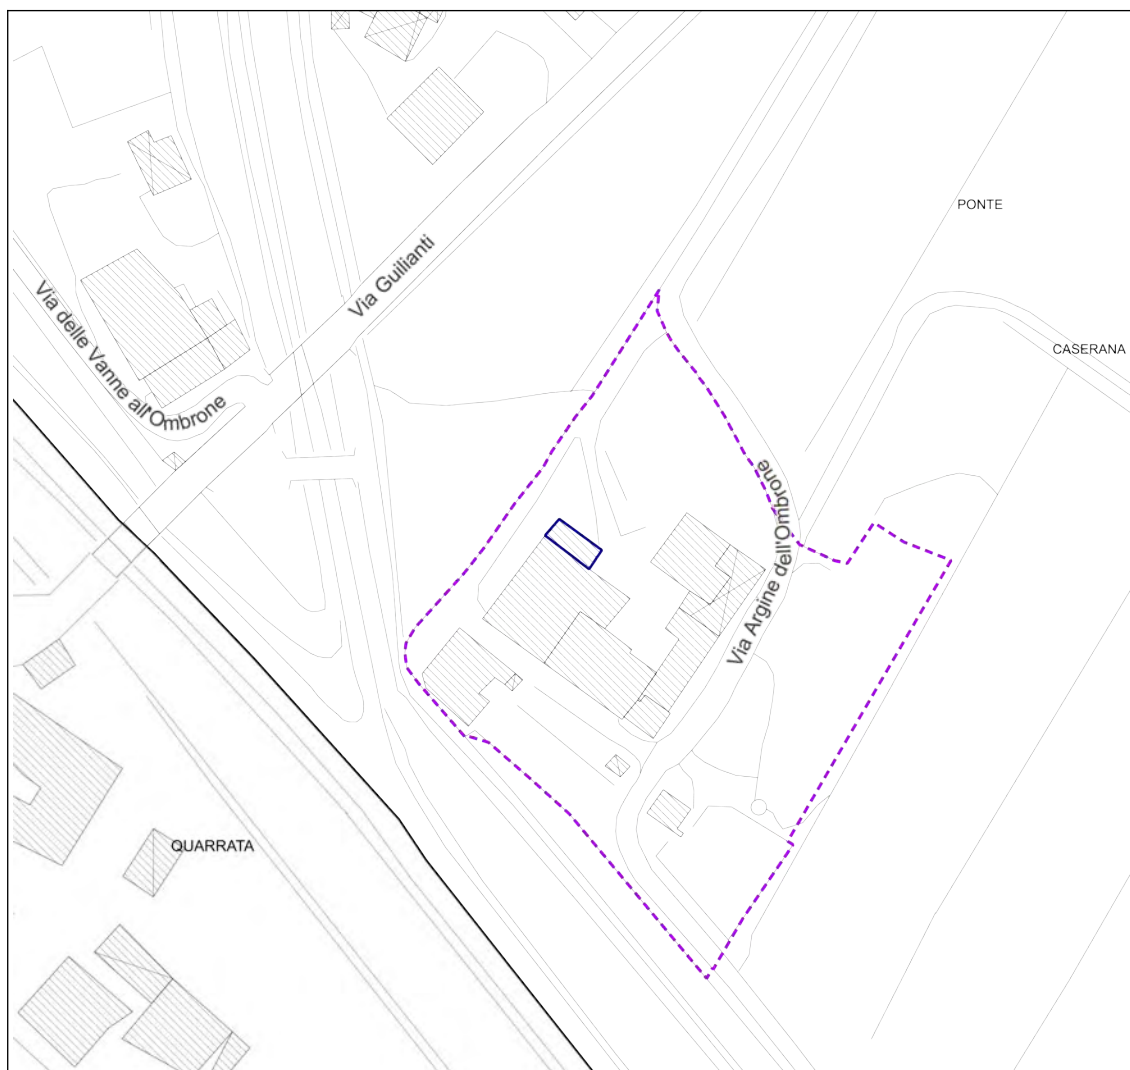 PONTE
Via Guilianti
CASERANA
Via delle Vanne all'Ombrone
Via Argine dell'Ombrone
QUARRATA